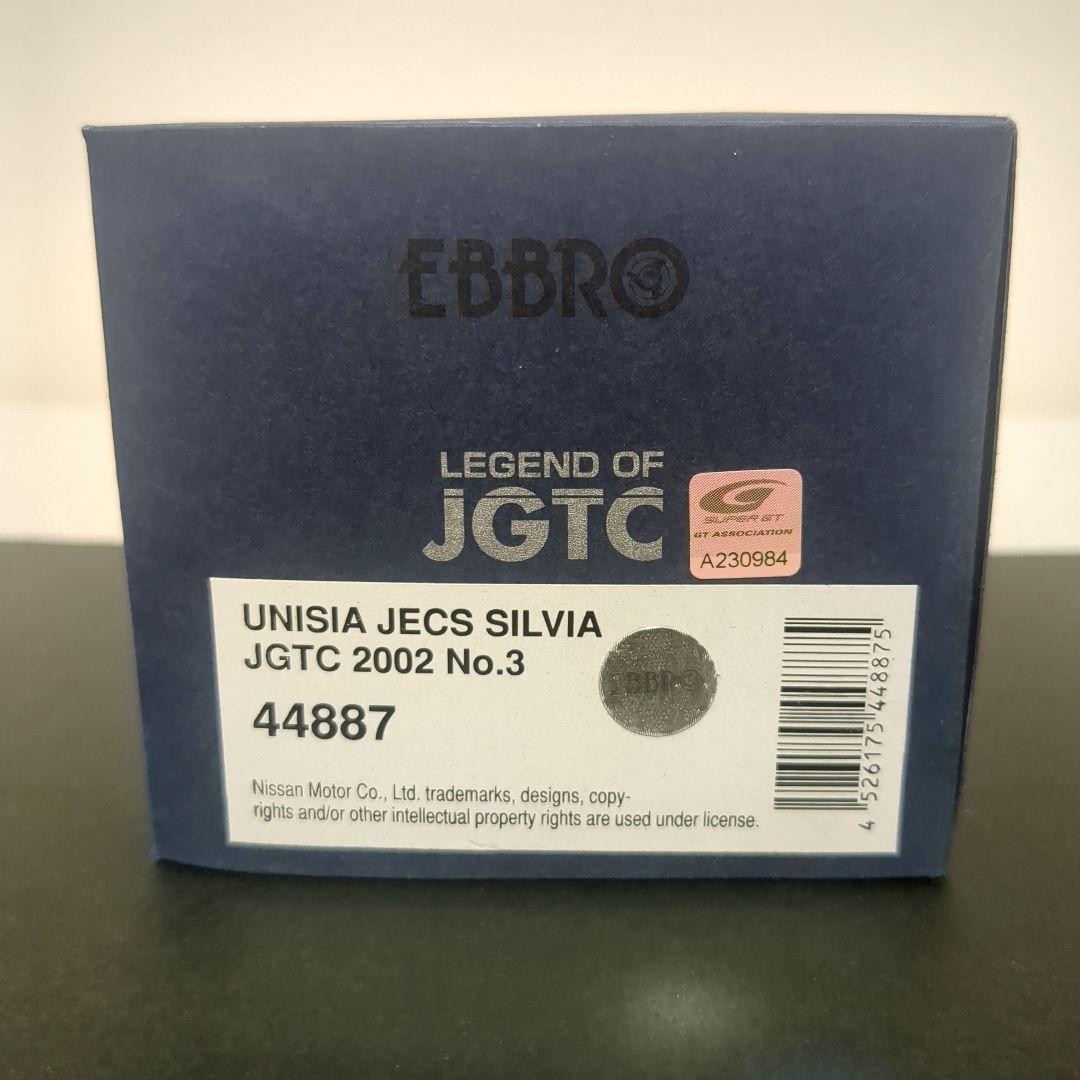 EBBRO
LEGEND OF
JGTC
SUPER GT
GT ASSOCIATION
A230984
UNISIA JECS SILVIA
JGTC 2002 No.3
EBBRO
44887
Nissan Motor Co., Ltd. trademarks, designs, copy-
rights and/or other intellectual property rights are used under license.
4 526175 448875